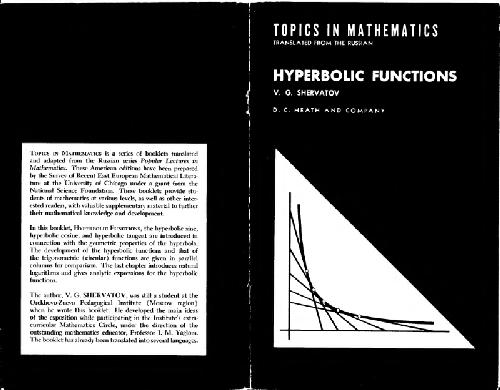 TOPICS IN MATHEMATICS
TRANSLATED FROM THE RUSSIAN
HYPERBOLIC FUNCTIONS
V. G. SHERVATOV
D. C. HEATH AND COMPANY
TOPICS IN MATHEMATICS is a series of booklets translated
and adapted from the Russian series Popular Lectures in
Mathematics. These American editions have been prepared
by the Survey of Recent East European Mathematical Litera-
ture at the University of Chicago under a grant from the
National Science Foundation. These booklets provide stu-
dents of mathematics at various levels, as well as other inter-
ested readers, with valuable supplementary material to further
their mathematical knowledge and development.
In this booklet, HYPERBOLIC FUNCTIONS, the hyperbolic sine,
hyperbolic cosine, and hyperbolic tangent are introduced in
connection with the geometric properties of the hyperbola.
The development of the hyperbolic functions and that of
the trigonometric (circular) functions are given in parallel
columns for comparison. The last chapter introduces natural
logarithms and gives analytic expressions for the hyperbolic
functions.
The author, V. G. SHERVATOV, was still a student at the
Orekhovo-Zuevo Pedagogical Institute (Moscow region)
when he wrote this booklet. He developed the main ideas
of the exposition while participating in the Institute's extra-
curricular Mathematics Circle, under the direction of the
outstanding mathematics educator, Professor I. M. Yaglom.
The booklet has already been translated into several languages.